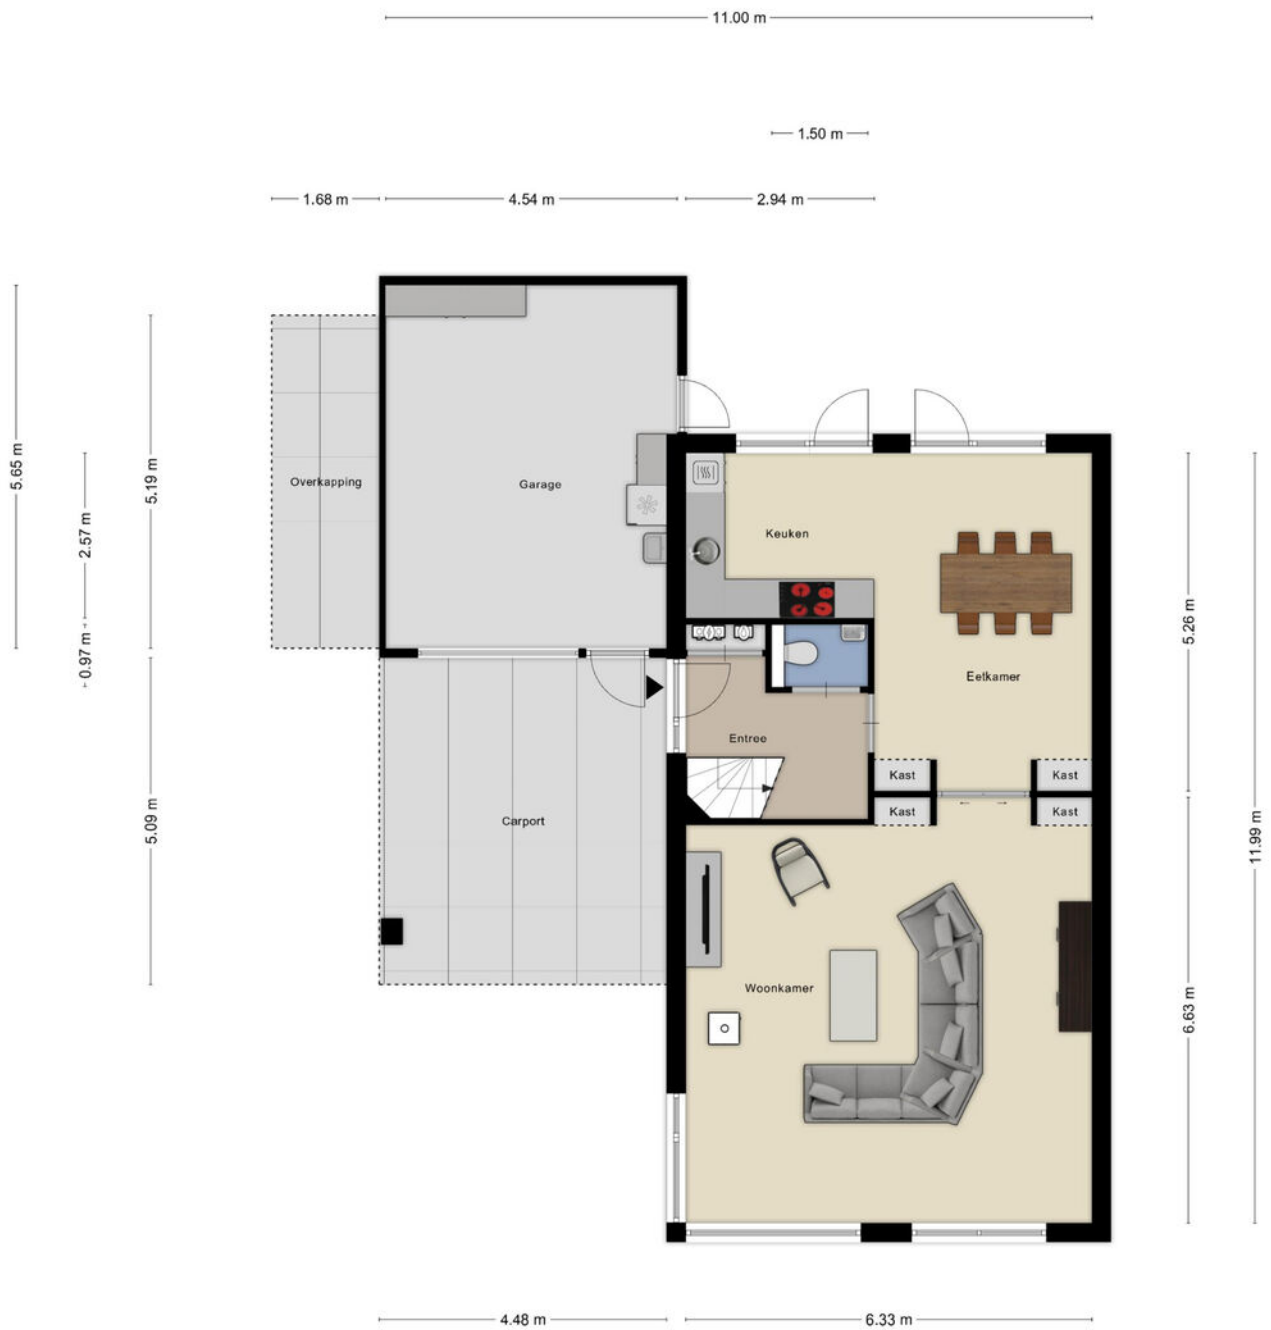 11.00 m
1.50 m
1.68 m
4.54 m
2.94 m
5.65 m
2.57 m
0.97 m
5.19 m
5.09 m
Overkapping
Garage
Keuken
Eetkamer
Entree
Kast
Kast
Kast
Kast
Carport
Woonkamer
5.26 m
6.63 m
11.99 m
4.48 m
6.33 m